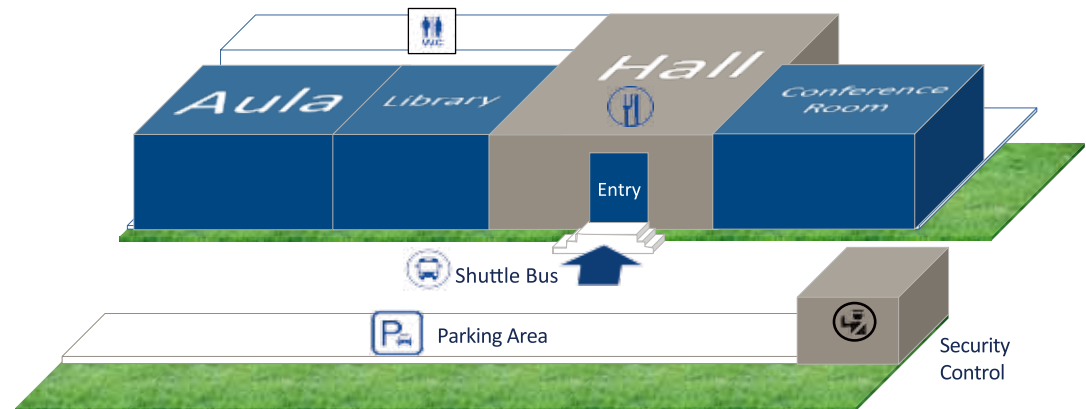 WC
Hall
Aula
Library
Conference
Room
Entry
Shuttle Bus
P
Parking Area
Security
Control